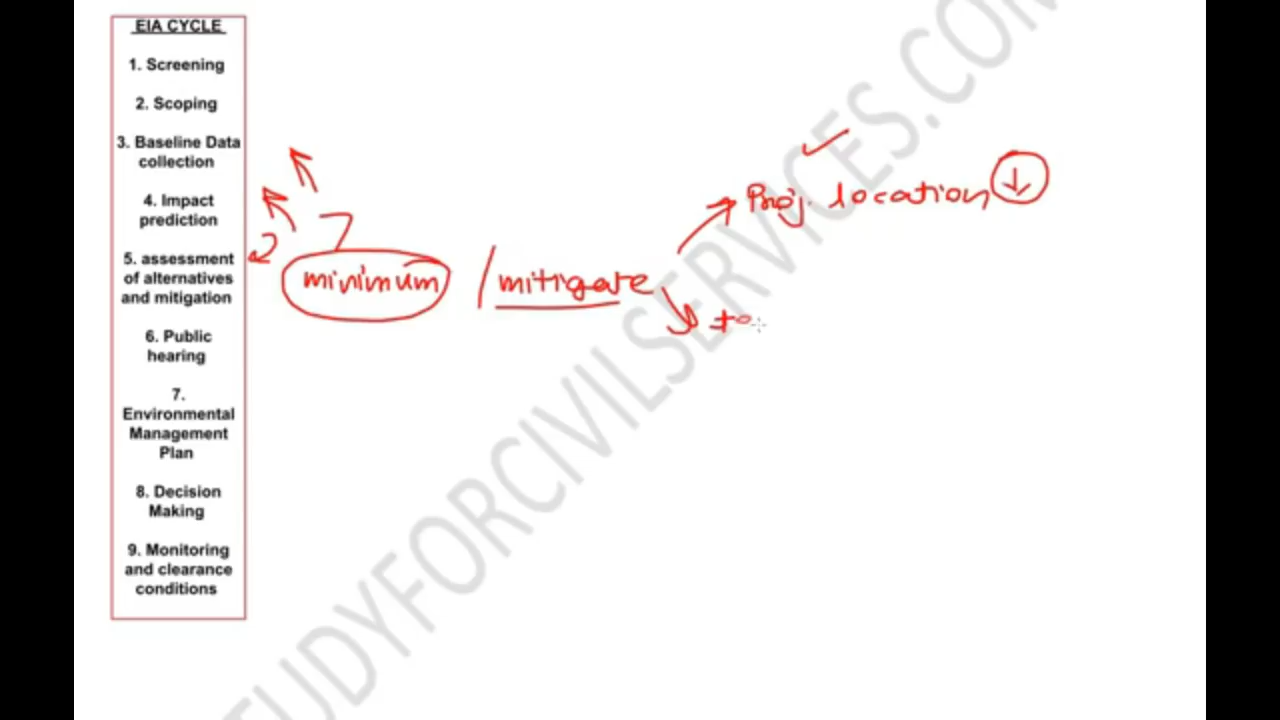 EIA CYCLE
1. Screening
2. Scoping
3. Baseline Data
collection
4. Impact
prediction
5. assessment
of alternatives
and mitigation
6. Public
hearing
7.
Environmental
Management
Plan
8. Decision
Making
9. Monitoring
and clearance
conditions
minimum / mitigate
Proj. location
STUDYFORCIVILSERVICES.COM